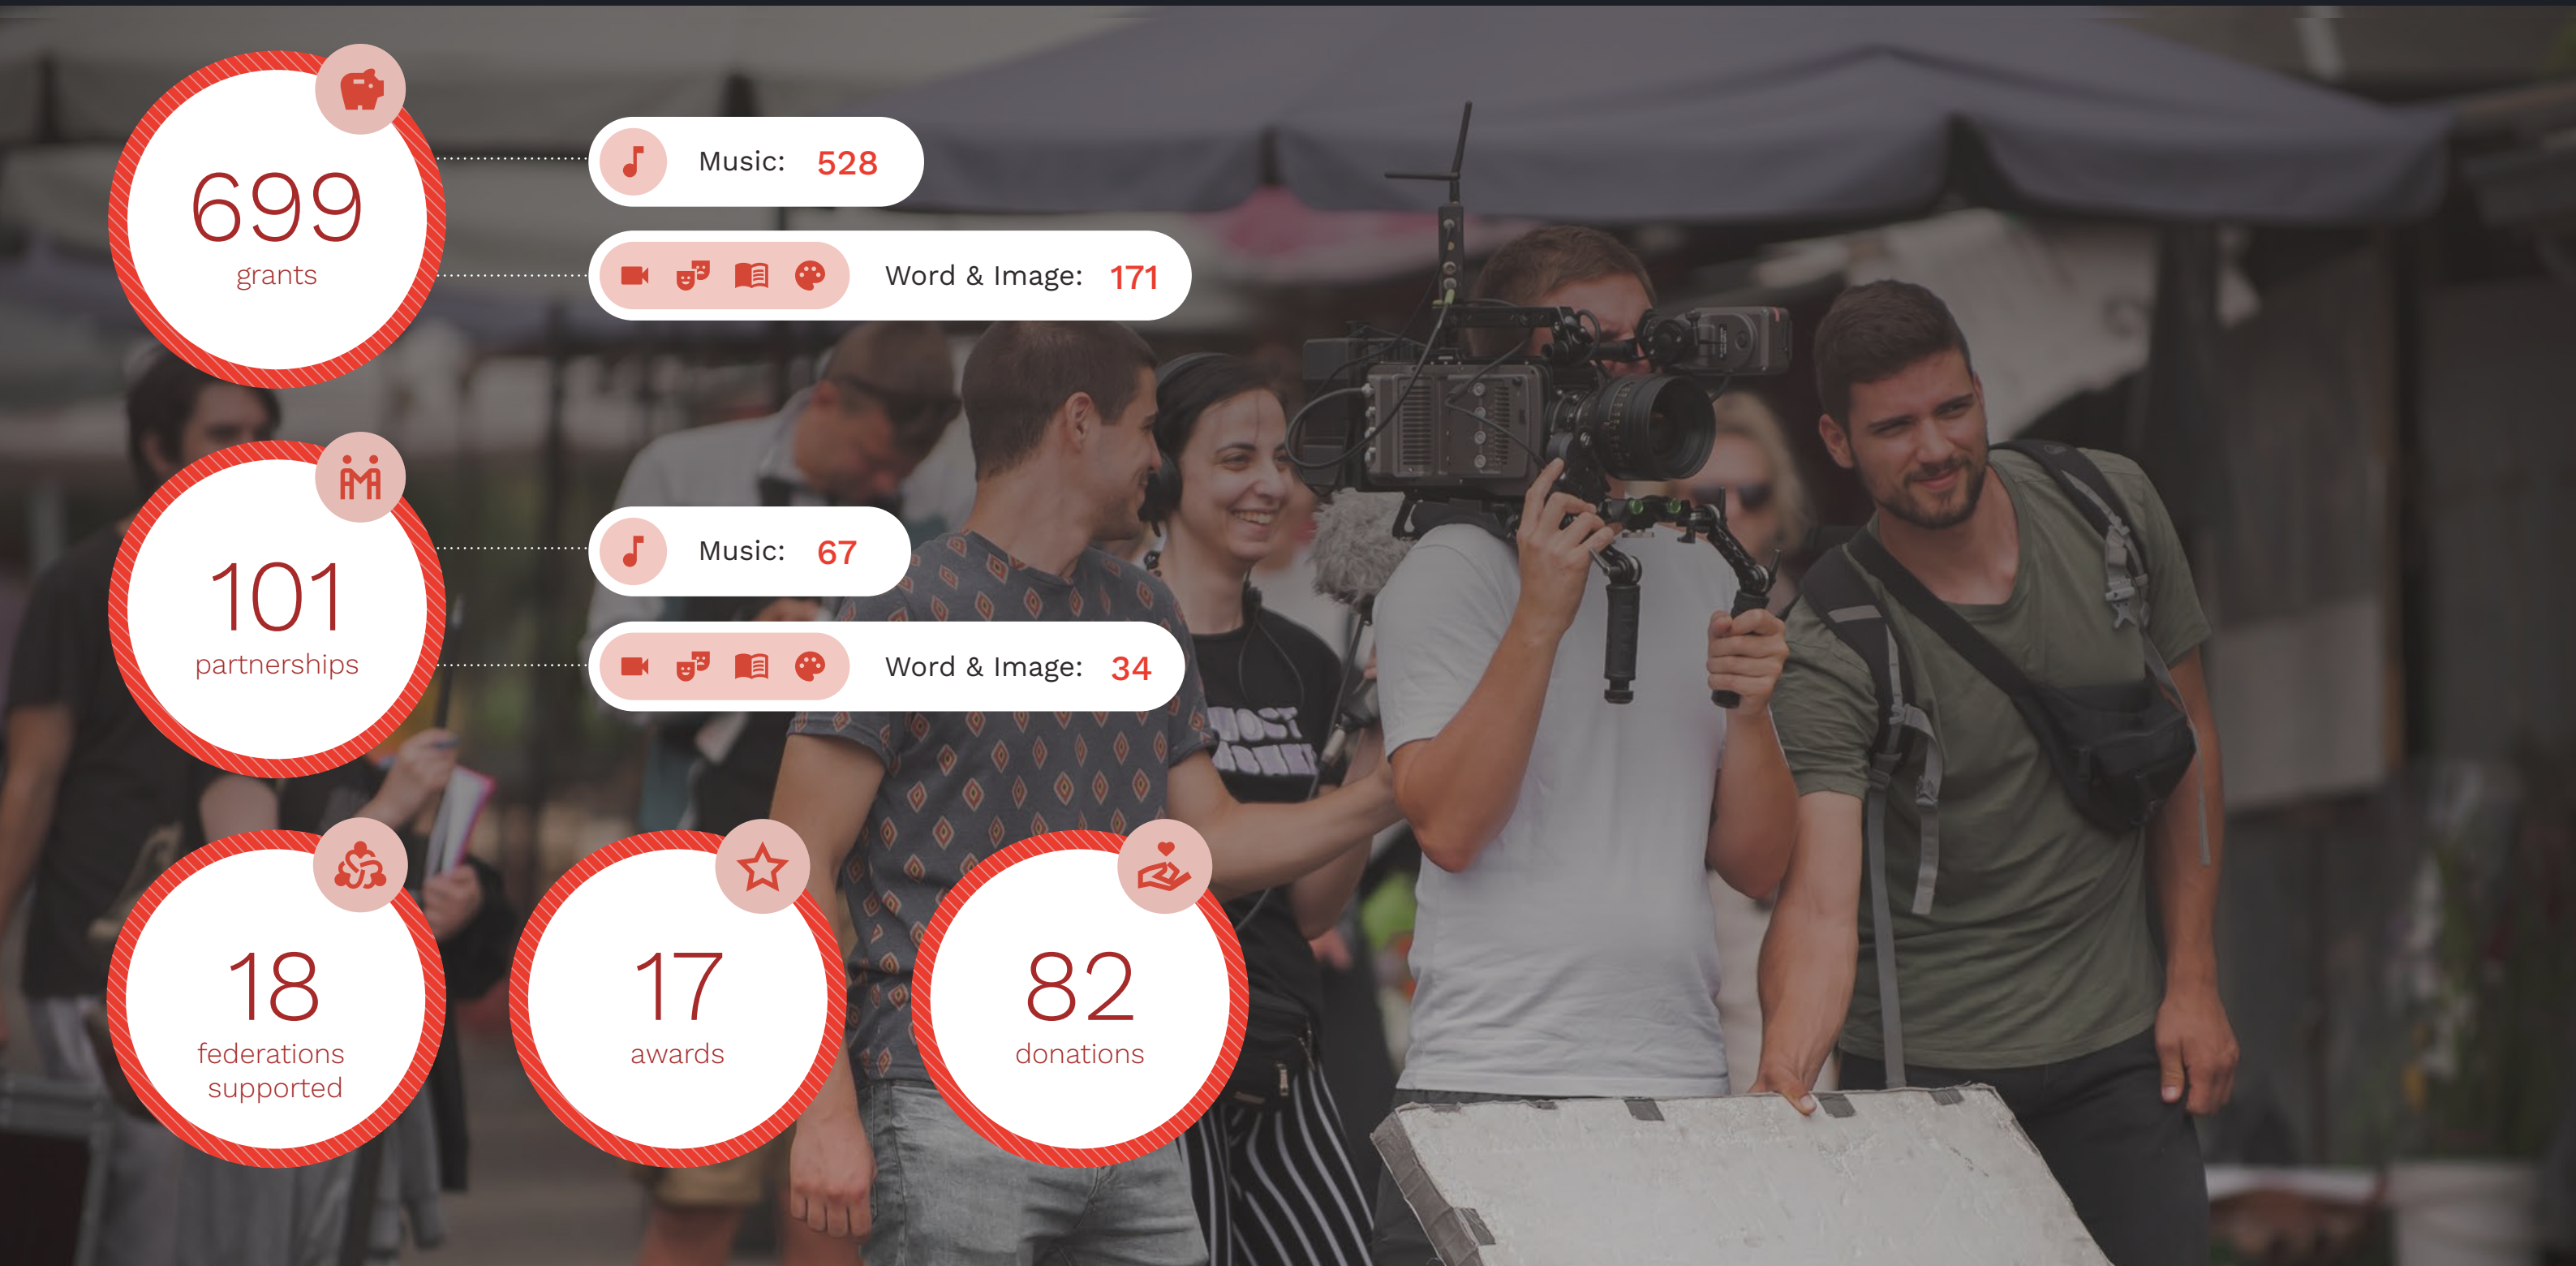 699
grants
Music: 528
Word & Image: 171
101
partnerships
Music: 67
Word & Image: 34
18
federations
supported
17
awards
82
donations